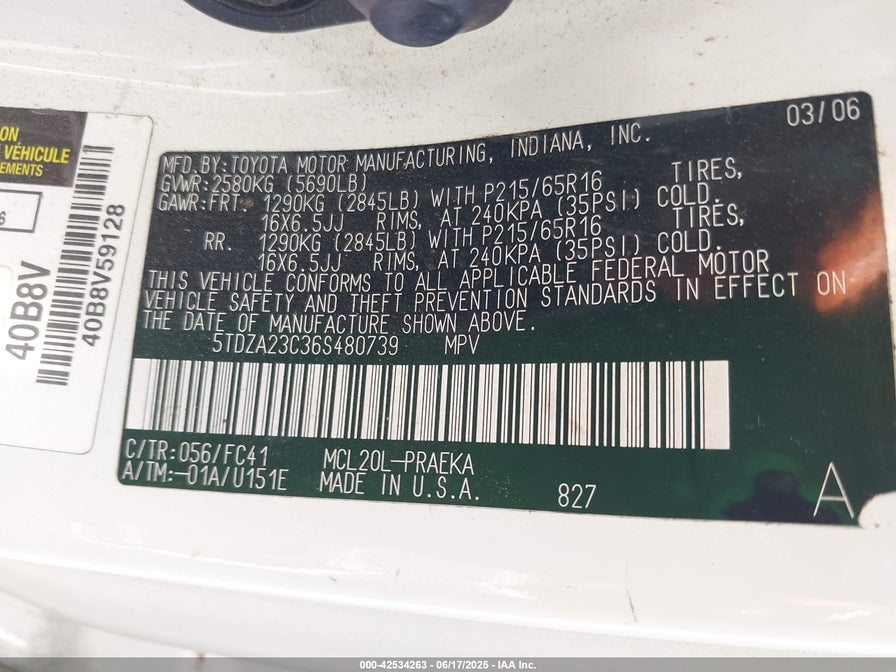 ON
VÉHICULE
EMENTS
6
40B8V
40B8V59128
03/06
MFD.BY:TOYOTA MOTOR MANUFACTURING, INDIANA, INC.
GVWR:2580KG (5690LB)
GAWR:FRT. 1290KG (2845LB) WITH P215/65R16 TIRES,
16X6.5JJ RIMS, AT 240KPA (35PSI) COLD.
RR. 1290KG (2845LB) WITH P215/65R16 TIRES,
16X6.5JJ RIMS, AT 240KPA (35PSI) COLD.
THIS VEHICLE CONFORMS TO ALL APPLICABLE FEDERAL MOTOR
VEHICLE SAFETY AND THEFT PREVENTION STANDARDS IN EFFECT ON
THE DATE OF MANUFACTURE SHOWN ABOVE.
5TDZA23C36S480739 MPV
C/TR:056/FC41 MCL20L-PRAEKA
A/TM:-01A/U151E MADE IN U.S.A. 827
A
000-42534263 - 06/17/2025 - IAA Inc.